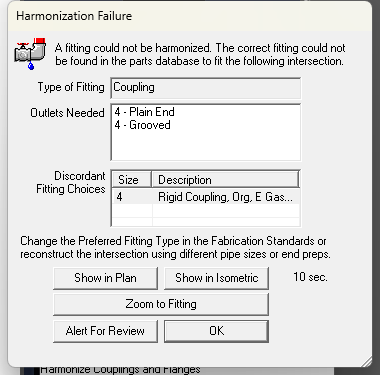 Harmonization Failure
A fitting could not be harmonized. The correct fitting could not
be found in the parts database to fit the following intersection.
Type of Fitting Coupling
Outlets Needed 4 - Plain End
4 - Grooved
Discordant
Fitting Choices
Size Description
4 Rigid Coupling, Org, E Gas...
Change the Preferred Fitting Type in the Fabrication Standards or
reconstruct the intersection using different pipe sizes or end preps.
Show in Plan Show in Isometric 10 sec.
Zoom to Fitting
Alert For Review OK
Harmonize Couplings and Flanges